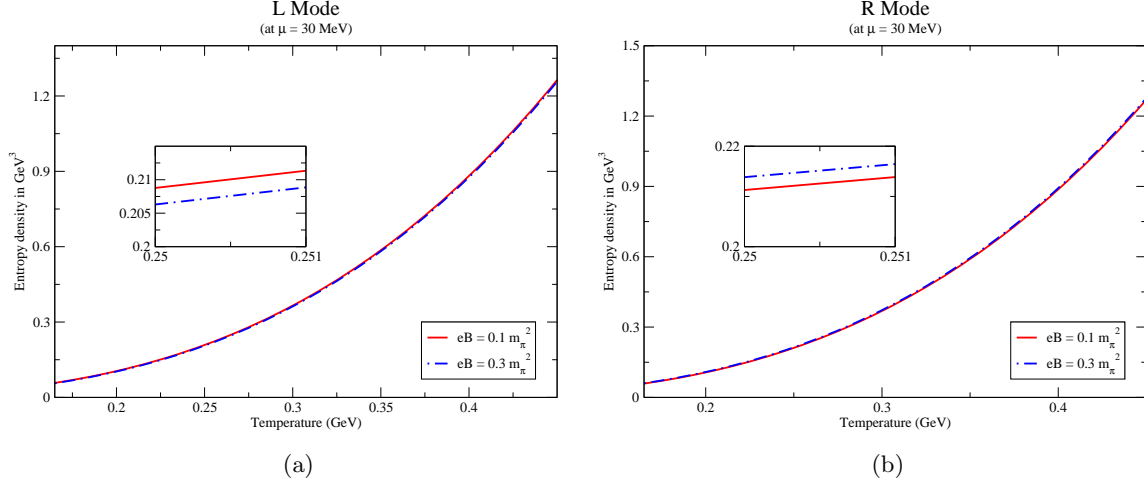 L Mode
(at μ = 30 MeV)
Entropy density in GeV³
1.2
0.9
0.6
0.3
0
0.2
0.25
0.3
0.35
0.4
Temperature (GeV)
0.21
0.205
0.2
0.25
0.251
eB = 0.1 m_π²
eB = 0.3 m_π²
(a)
R Mode
(at μ = 30 MeV)
Entropy density in GeV³
1.5
1.2
0.9
0.6
0.3
0
0.2
0.3
0.4
Temperature (GeV)
0.22
0.2
0.25
0.251
eB = 0.1 m_π²
eB = 0.3 m_π²
(b)